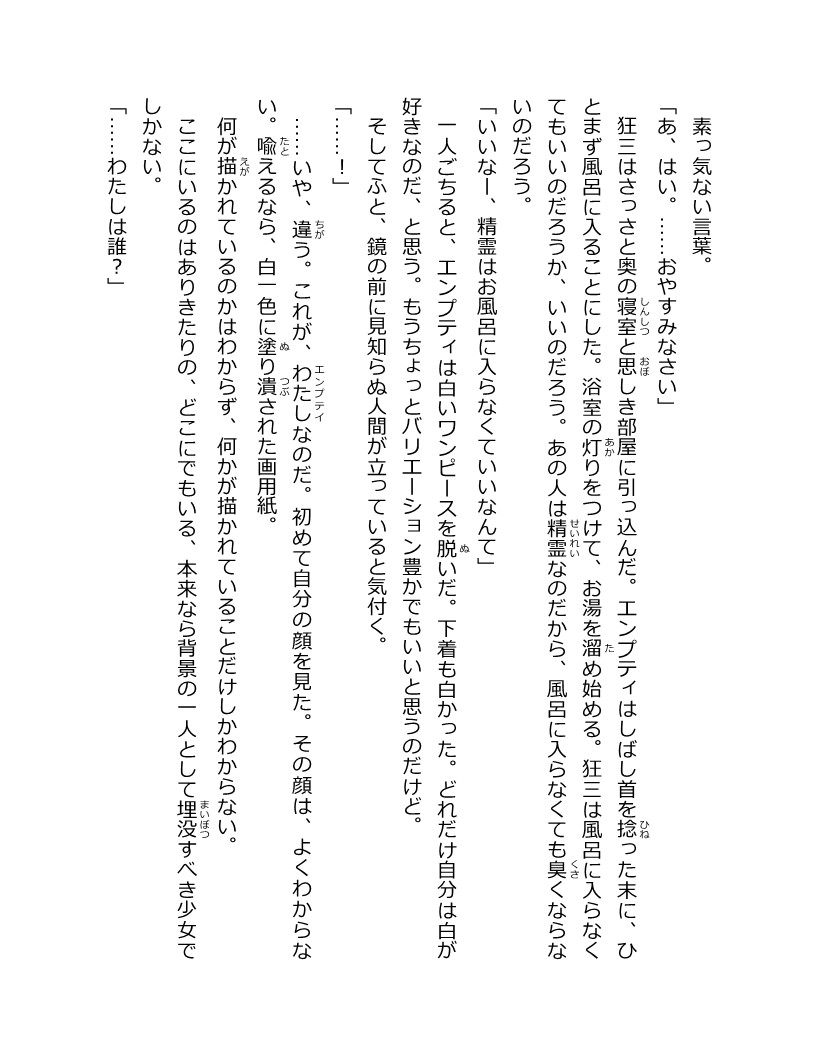 素っ気ない言葉。
「あ、はい。……おやすみなさい」
狂三はさっさと奥の寝室と思しき部屋に引っ込んだ。エンプティはしばし首を捻った末に、ひ
とまず風呂に入ることにした。浴室の灯りをつけて、お湯を溜め始める。狂三は風呂に入らなく
てもいいのだろうか、いいのだろう。あの人は精霊なのだから、風呂に入らなくても臭くならな
いのだろう。
「いいなー、精霊はお風呂に入らなくていいなんて」
一人ごちると、エンプティは白いワンピースを脱いだ。下着も白かった。どれだけ自分は白が
好きなのだ、と思う。もうちょっとバリエーション豊かでもいいと思うのだけど。
そしてふと、鏡の前に見知らぬ人間が立っていると気付く。
「……！」
……いや、違う。これが、わたしなのだ。初めて自分の顔を見た。その顔は、よくわからな
い。喩えるなら、白一色に塗り潰された画用紙。
何が描かれているのかはわからず、何かが描かれていることだけしかわからない。
ここにいるのはありきたりの、どこにでもいる、本来なら背景の一人として埋没すべき少女で
しかない。
「……わたしは誰？」